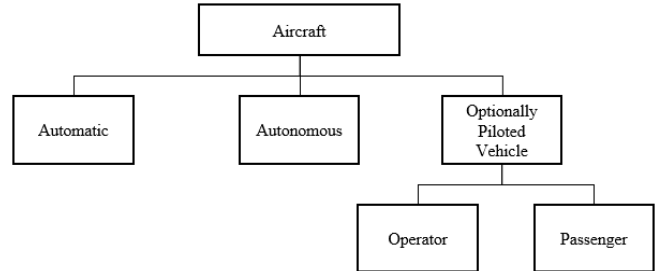 Aircraft
Automatic
Autonomous
Optionally
Piloted
Vehicle
Operator
Passenger